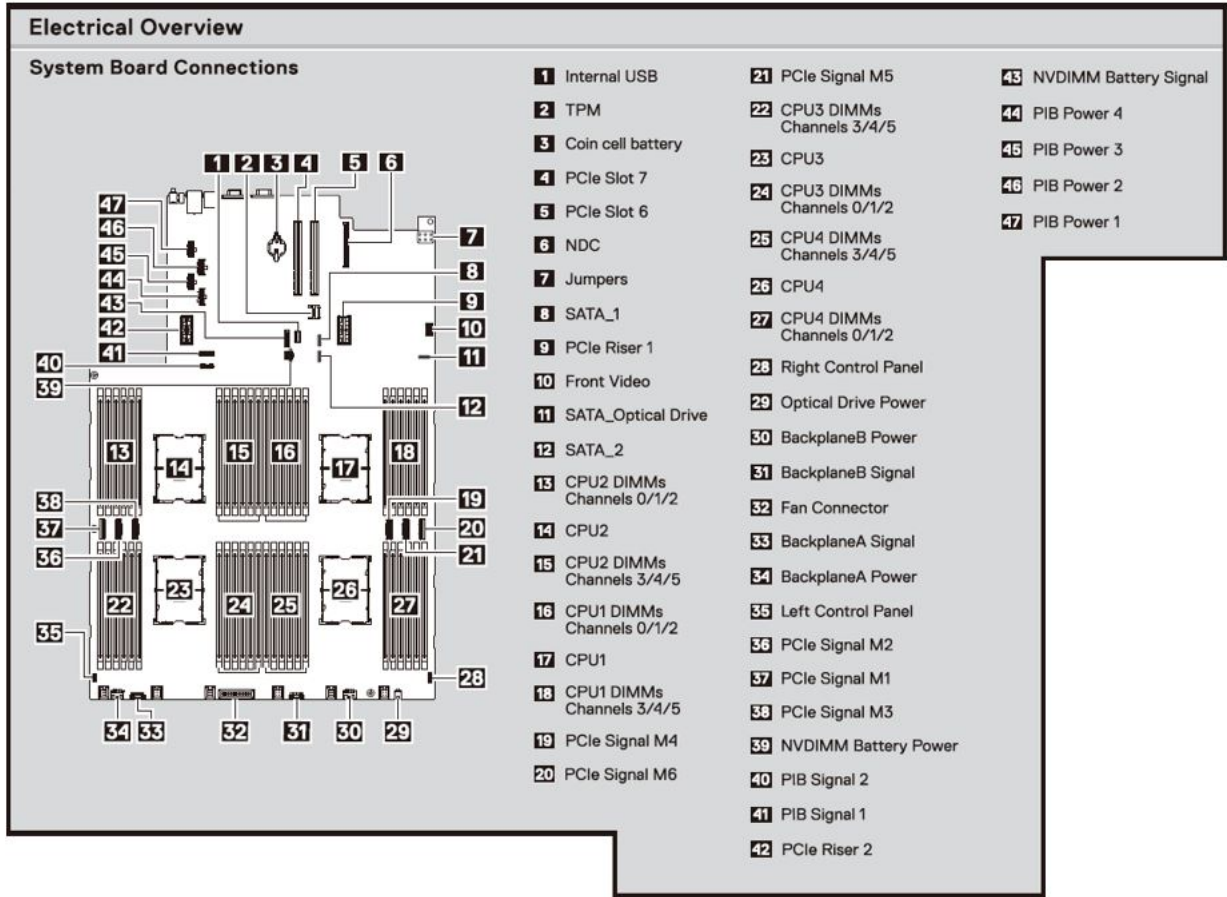 Electrical Overview
System Board Connections
1 2 3 4 5 6
47
46
45
44
43
42
41
40
39
7
8
9
10
11
12
13 14 15 16 17 18
38
37
36
19
20
21
22 23 24 25 26 27
35
28
34 33 32 31 30 29
1 Internal USB
2 TPM
3 Coin cell battery
4 PCIe Slot 7
5 PCIe Slot 6
6 NDC
7 Jumpers
8 SATA_1
9 PCIe Riser 1
10 Front Video
11 SATA_Optical Drive
12 SATA_2
13 CPU2 DIMMs
Channels 0/1/2
14 CPU2
15 CPU2 DIMMs
Channels 3/4/5
16 CPU1 DIMMs
Channels 0/1/2
17 CPU1
18 CPU1 DIMMs
Channels 3/4/5
19 PCIe Signal M4
20 PCIe Signal M6
21 PCIe Signal M5
22 CPU3 DIMMs
Channels 3/4/5
23 CPU3
24 CPU3 DIMMs
Channels 0/1/2
25 CPU4 DIMMs
Channels 3/4/5
26 CPU4
27 CPU4 DIMMs
Channels 0/1/2
28 Right Control Panel
29 Optical Drive Power
30 BackplaneB Power
31 BackplaneB Signal
32 Fan Connector
33 BackplaneA Signal
34 BackplaneA Power
35 Left Control Panel
36 PCIe Signal M2
37 PCIe Signal M1
38 PCIe Signal M3
39 NVDIMM Battery Power
40 PIB Signal 2
41 PIB Signal 1
42 PCIe Riser 2
43 NVDIMM Battery Signal
44 PIB Power 4
45 PIB Power 3
46 PIB Power 2
47 PIB Power 1